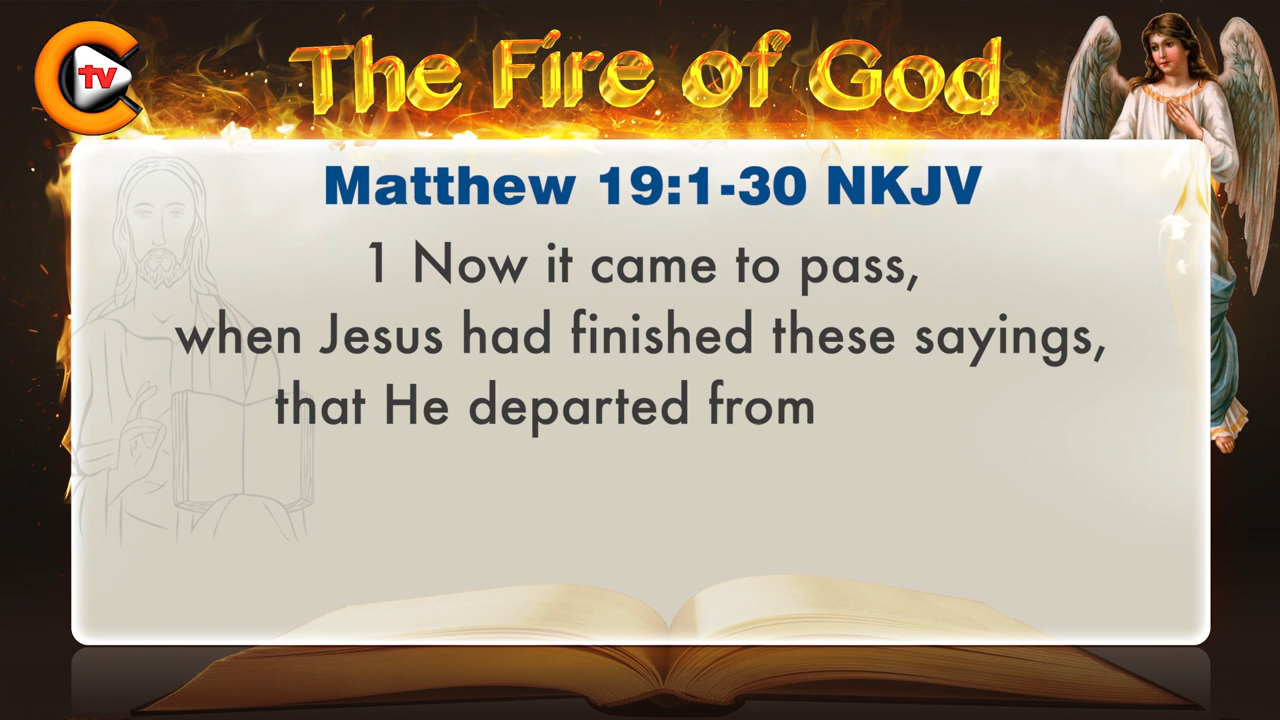 C tv
The Fire of God
Matthew 19:1-30 NKJV
1 Now it came to pass,
when Jesus had finished these sayings,
that He departed from